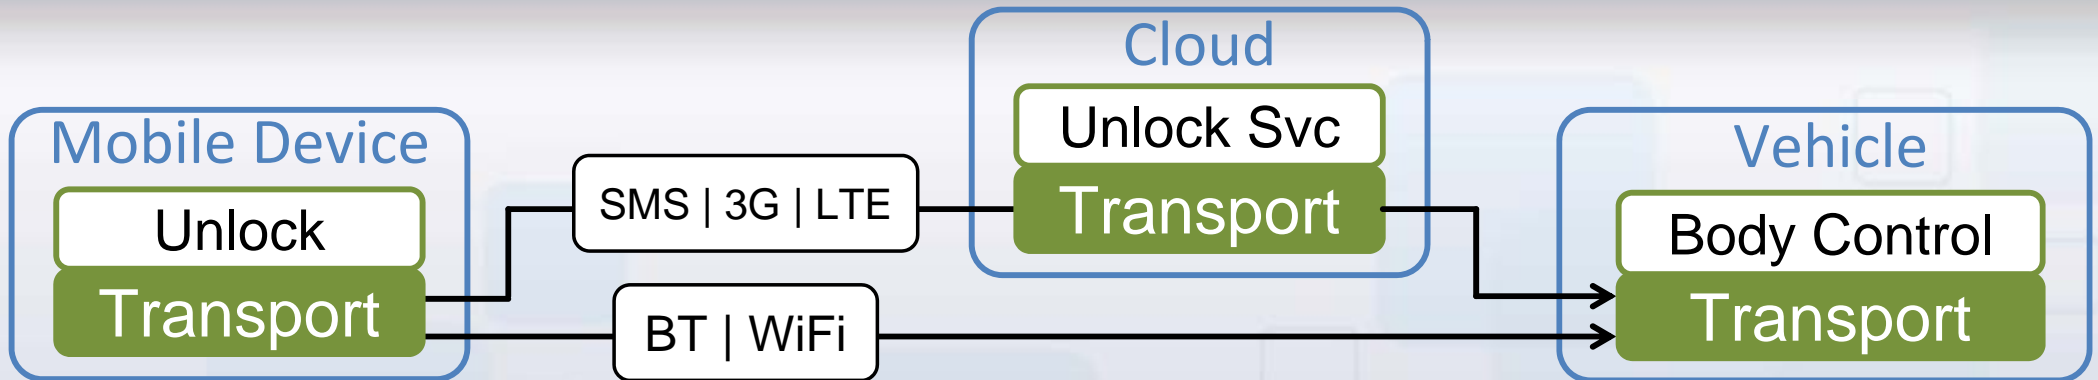 Cloud
Unlock Svc
Transport
Mobile Device
Unlock
Transport
SMS | 3G | LTE
BT | WiFi
Vehicle
Body Control
Transport